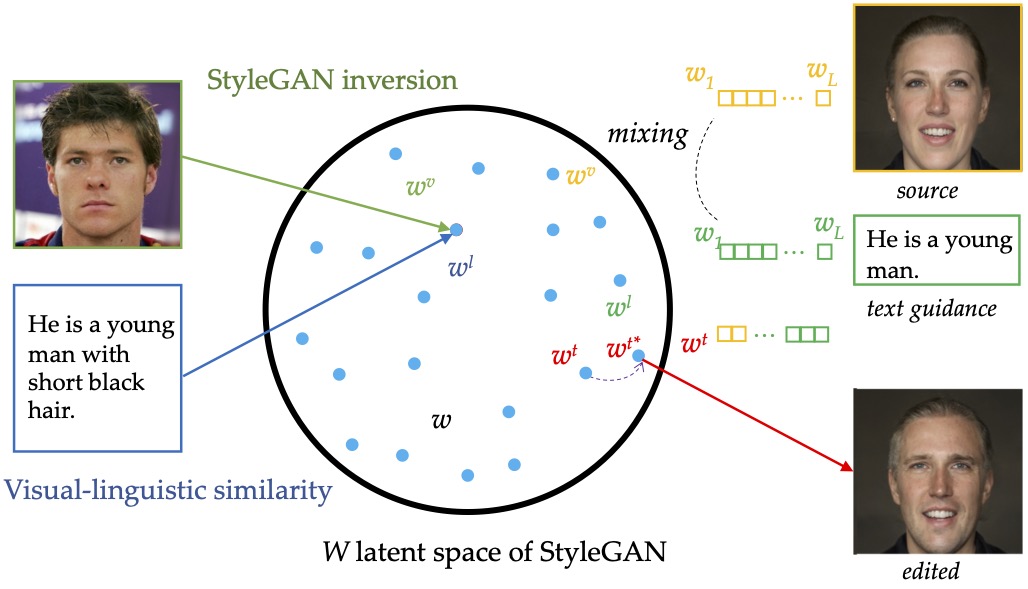 StyleGAN inversion
He is a young
man with
short black
hair.
Visual-linguistic similarity
w^v
w^l
w^v
w^l
w^t
w^{t*}
w
W latent space of StyleGAN
mixing
w_1
...
w_L
source
w_1
...
w_L
He is a young
man.
text guidance
w^t
...
edited